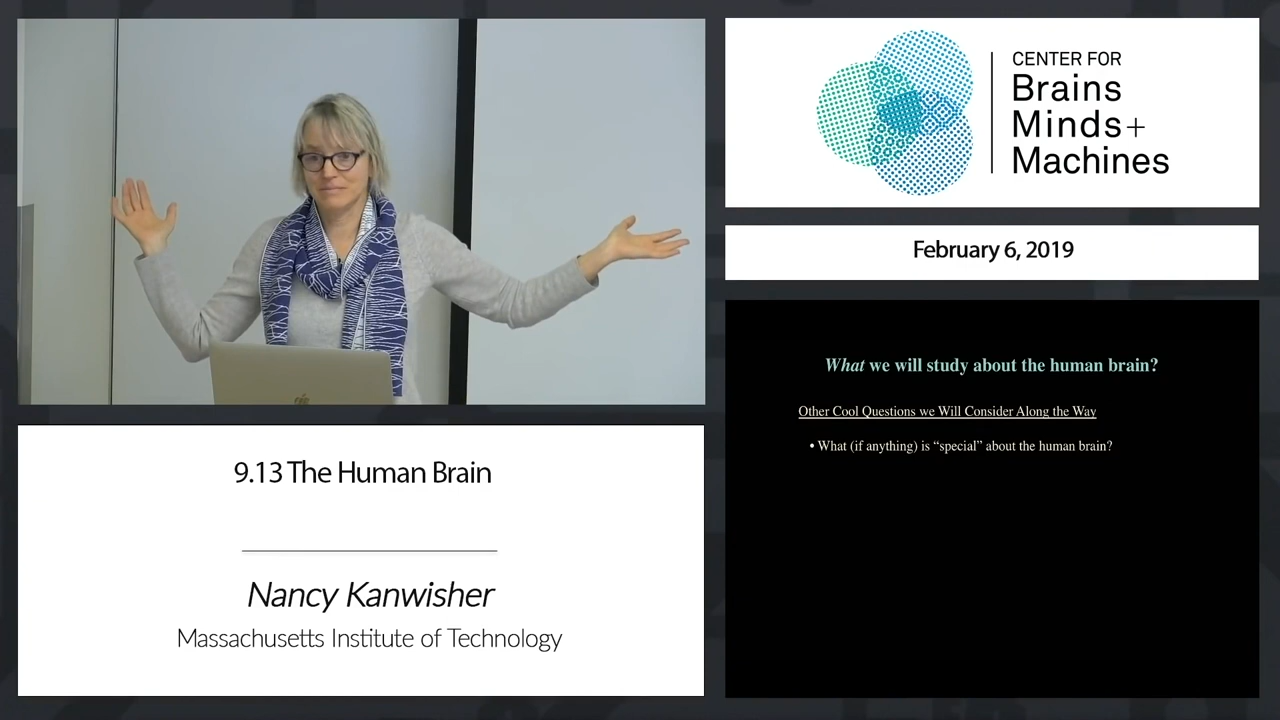 CENTER FOR
Brains
Minds+
Machines
February 6, 2019
What we will study about the human brain?
Other Cool Questions we Will Consider Along the Way
• What (if anything) is “special” about the human brain?
9.13 The Human Brain
Nancy Kanwisher
Massachusetts Institute of Technology